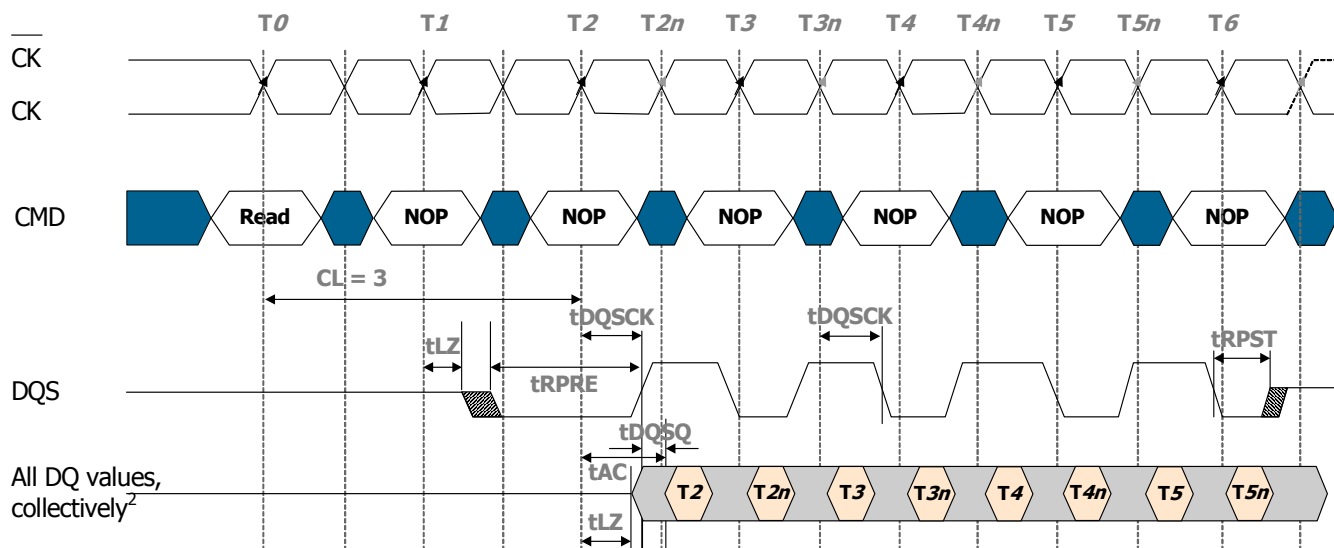 T0 T1 T2 T2n T3 T3n T4 T4n T5 T5n T6
CK
CK
CMD Read NOP NOP NOP NOP NOP NOP
CL = 3
tDQSCK tDQSCK
tLZ tRPST
tRPRE
DQS
tDQSQ
tAC
All DQ values,
collectively2
T2 T2n T3 T3n T4 T4n T5 T5n
tLZ